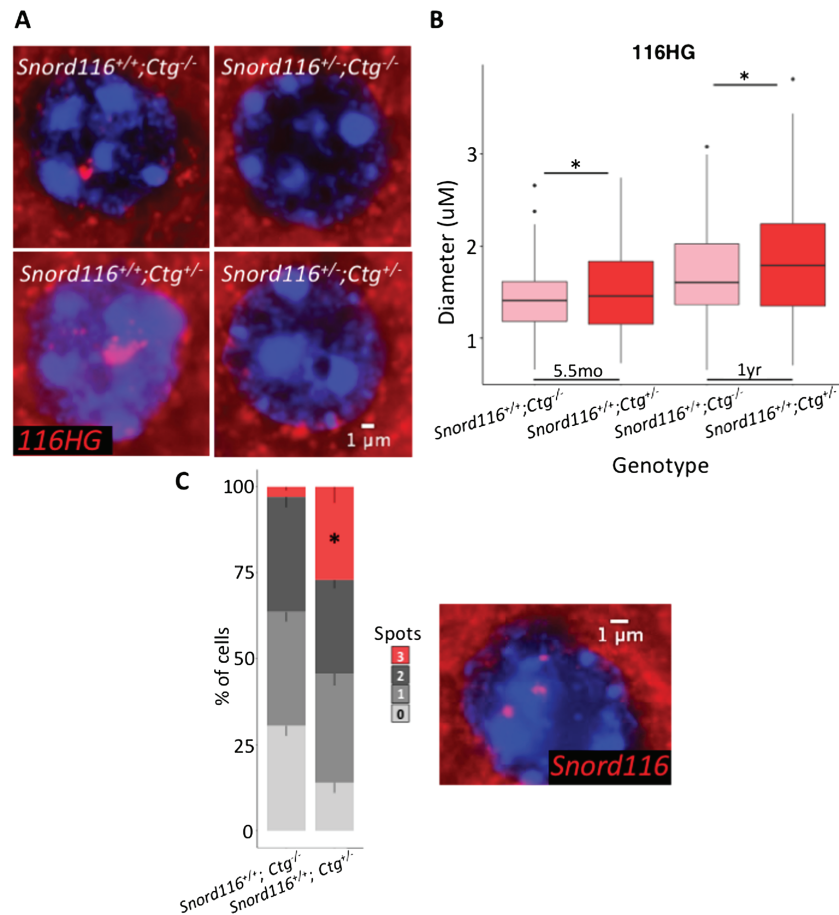 A
Snord116+/+;Ctg-/-
Snord116+/-;Ctg-/-
Snord116+/+;Ctg+/-
Snord116+/-;Ctg+/-
116HG
1 µm
B
116HG
Diameter (uM)
3
2
1
5.5mo
1yr
Snord116+/+;Ctg-/-
Snord116+/+;Ctg+/-
Snord116+/+;Ctg-/-
Snord116+/+;Ctg+/-
Genotype
C
% of cells
100
75
50
25
0
*
Snord116+/+; Ctg-/-
Snord116+/+; Ctg+/-
Spots
3
2
1
0
1 µm
Snord116